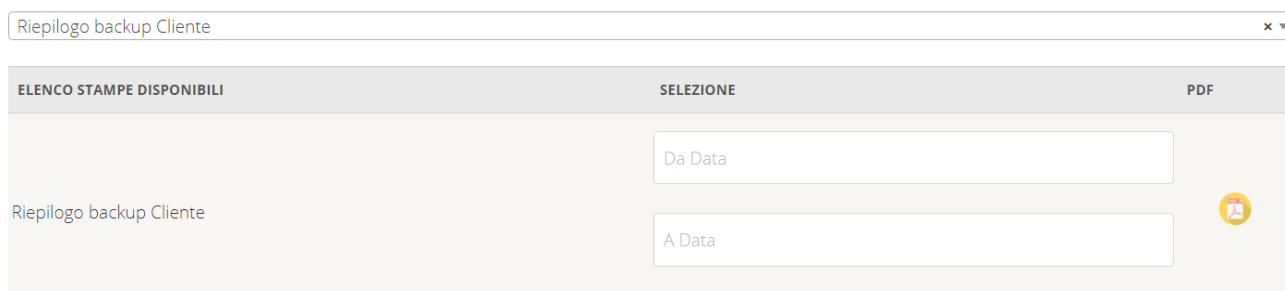 Riepilogo backup Cliente
ELENCO STAMPE DISPONIBILI SELEZIONE PDF
Da Data
Riepilogo backup Cliente
A Data